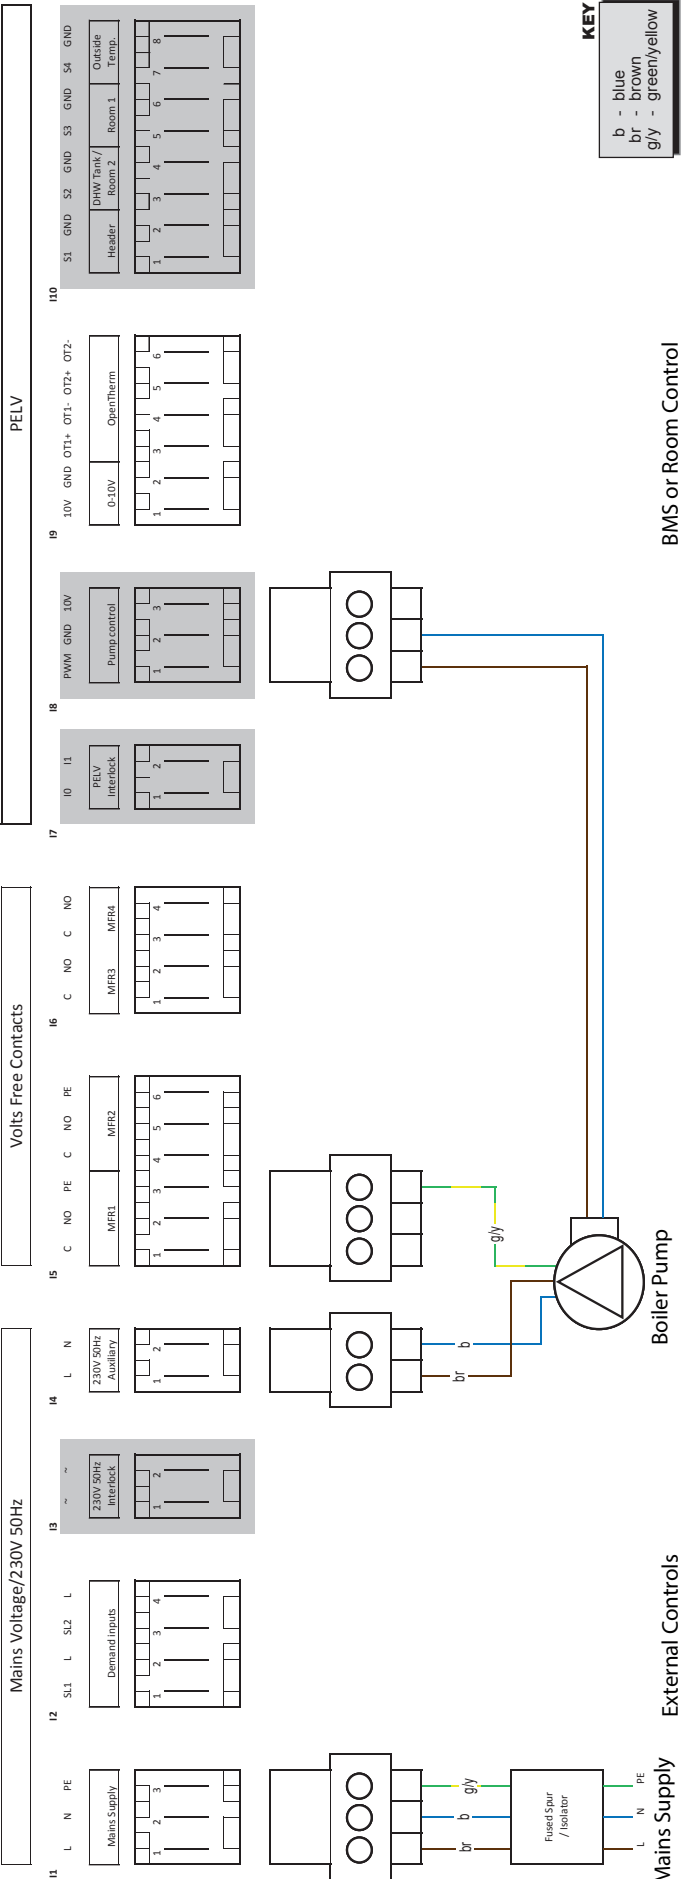 Mains Voltage/230V 50Hz
Volts Free Contacts
PELV
I1
I2
I3
I4
I5
I6
I7
I8
I9
I10
L N PE
SL1 L SL2 L
~ ~
L N
C NO PE C NO PE
C NO C NO
I0 I1
PWM GND 10V
10V GND OT1+ OT1- OT2+ OT2-
S1 GND S2 GND S3 GND S4 GND
Mains Supply
Demand inputs
230V 50Hz
Interlock
230V 50Hz
Auxiliary
MFR1
MFR2
MFR3
MFR4
PELV
Interlock
Pump control
0-10V
OpenTherm
Header
DHW Tank /
Room 2
Room 1
Outside
Temp.
1 2 3
1 2 3 4
1 2
1 2
1 2 3 4 5 6
1 2 3 4
1 2
1 2 3
1 2 3 4 5 6
1 2 3 4 5 6 7 8
br b g/y
br b
g/y
Fused Spur
/ Isolator
L N PE
Mains Supply
External Controls
Boiler Pump
BMS or Room Control
KEY
b - blue
br - brown
g/y - green/yellow